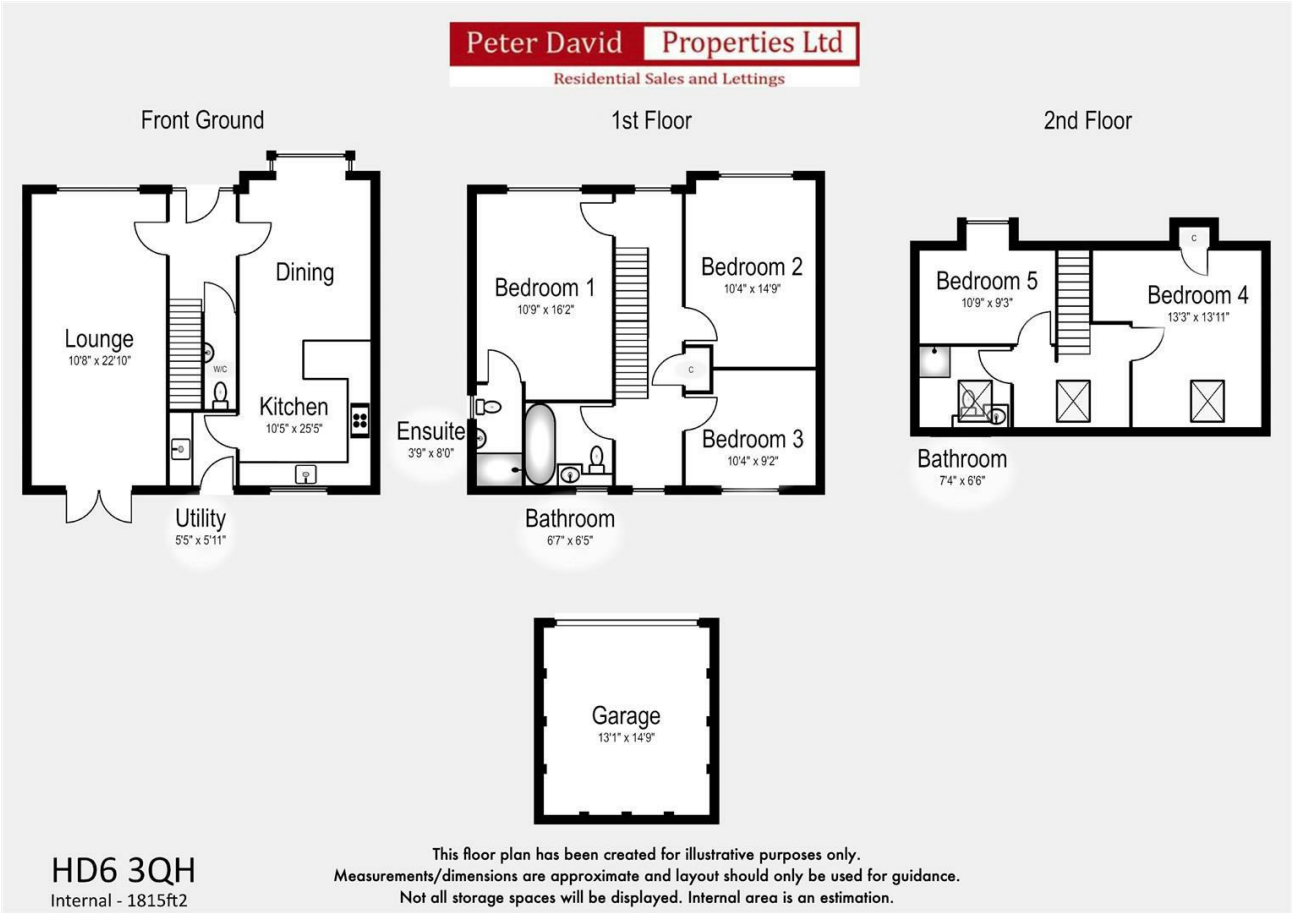 Peter David Properties Ltd
Residential Sales and Lettings
Front Ground
1st Floor
2nd Floor
Lounge
10'8" x 22'10"
Dining
W/C
Kitchen
10'5" x 25'5"
Utility
5'5" x 5'11"
Bedroom 1
10'9" x 16'2"
Bedroom 2
10'4" x 14'9"
C
Ensuite
3'9" x 8'0"
Bedroom 3
10'4" x 9'2"
Bathroom
6'7" x 6'5"
C
Bedroom 5
10'9" x 9'3"
Bedroom 4
13'3" x 13'11"
Bathroom
7'4" x 6'6"
Garage
13'1" x 14'9"
HD6 3QH
Internal - 1815ft2
This floor plan has been created for illustrative purposes only.
Measurements/dimensions are approximate and layout should only be used for guidance.
Not all storage spaces will be displayed. Internal area is an estimation.